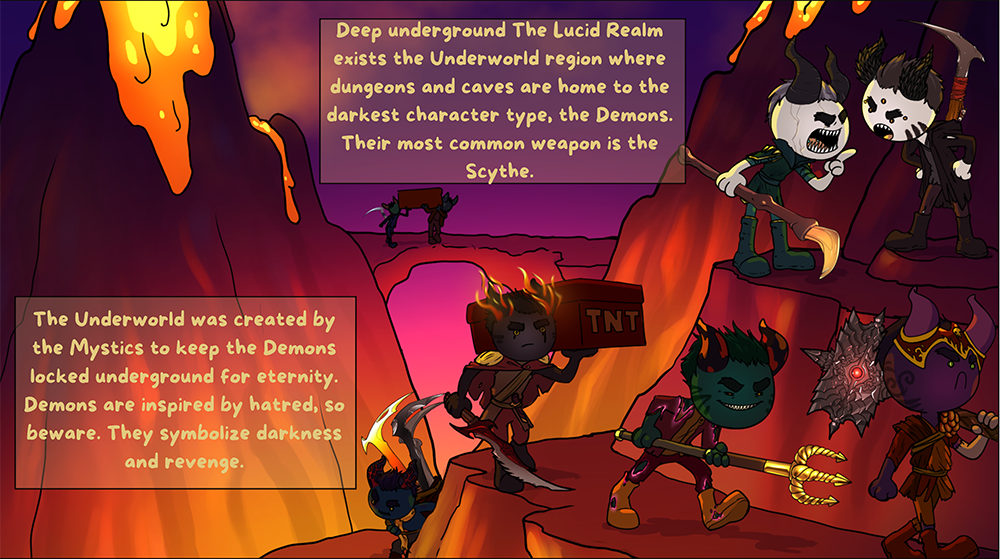 Deep underground The Lucid Realm
exists the Underworld region where
dungeons and caves are home to the
darkest character type, the Demons.
Their most common weapon is the
Scythe.
TNT
The Underworld was created by
the Mystics to keep the Demons
locked underground for eternity.
Demons are inspired by hatred, so
beware. They symbolize darkness
and revenge.